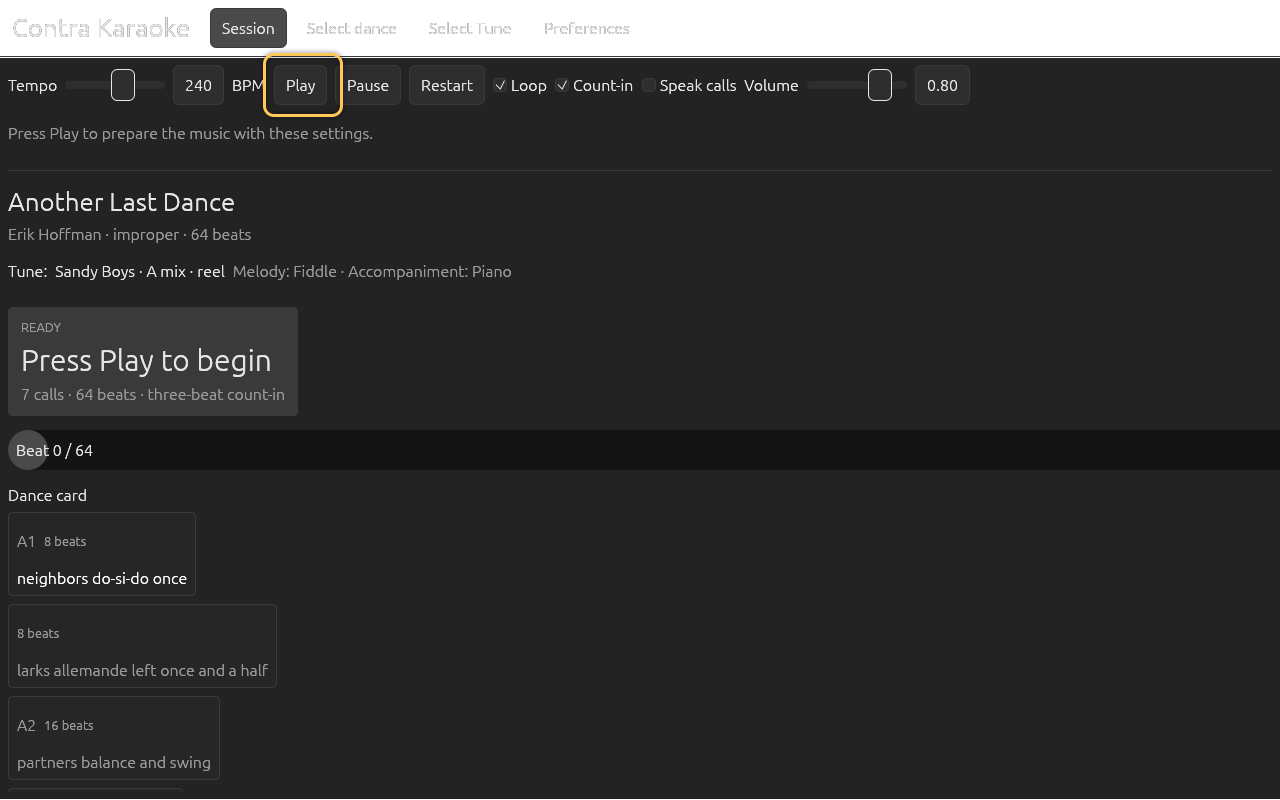 Contra Karaoke Session Select dance Select Tune Preferences
Tempo 240 BPM Play Pause Restart Loop Count-in Speak calls Volume 0.80
Press Play to prepare the music with these settings.
Another Last Dance
Erik Hoffman · improper · 64 beats
Tune: Sandy Boys · A mix · reel Melody: Fiddle · Accompaniment: Piano
READY
Press Play to begin
7 calls · 64 beats · three-beat count-in
Beat 0 / 64
Dance card
A1 8 beats
neighbors do-si-do once
8 beats
larks allemande left once and a half
A2 16 beats
partners balance and swing